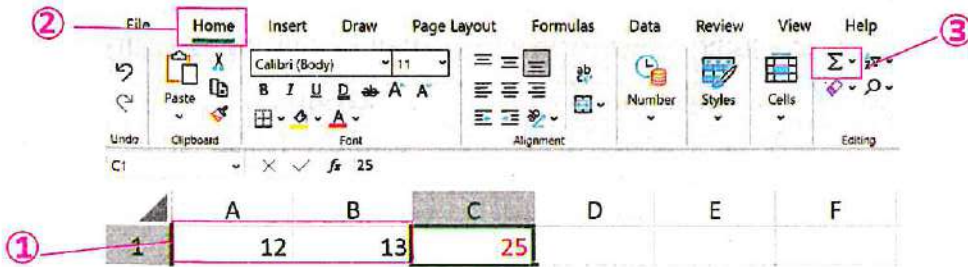 ② File Home Insert Draw Page Layout Formulas Data Review View Help ③
Calibri (Body) 11
B I U D ab A A
Paste Number Styles Cells
Undo Clipboard Font Alignment Editing
C1 fx 25
A B C D E F
① 1 12 13 25